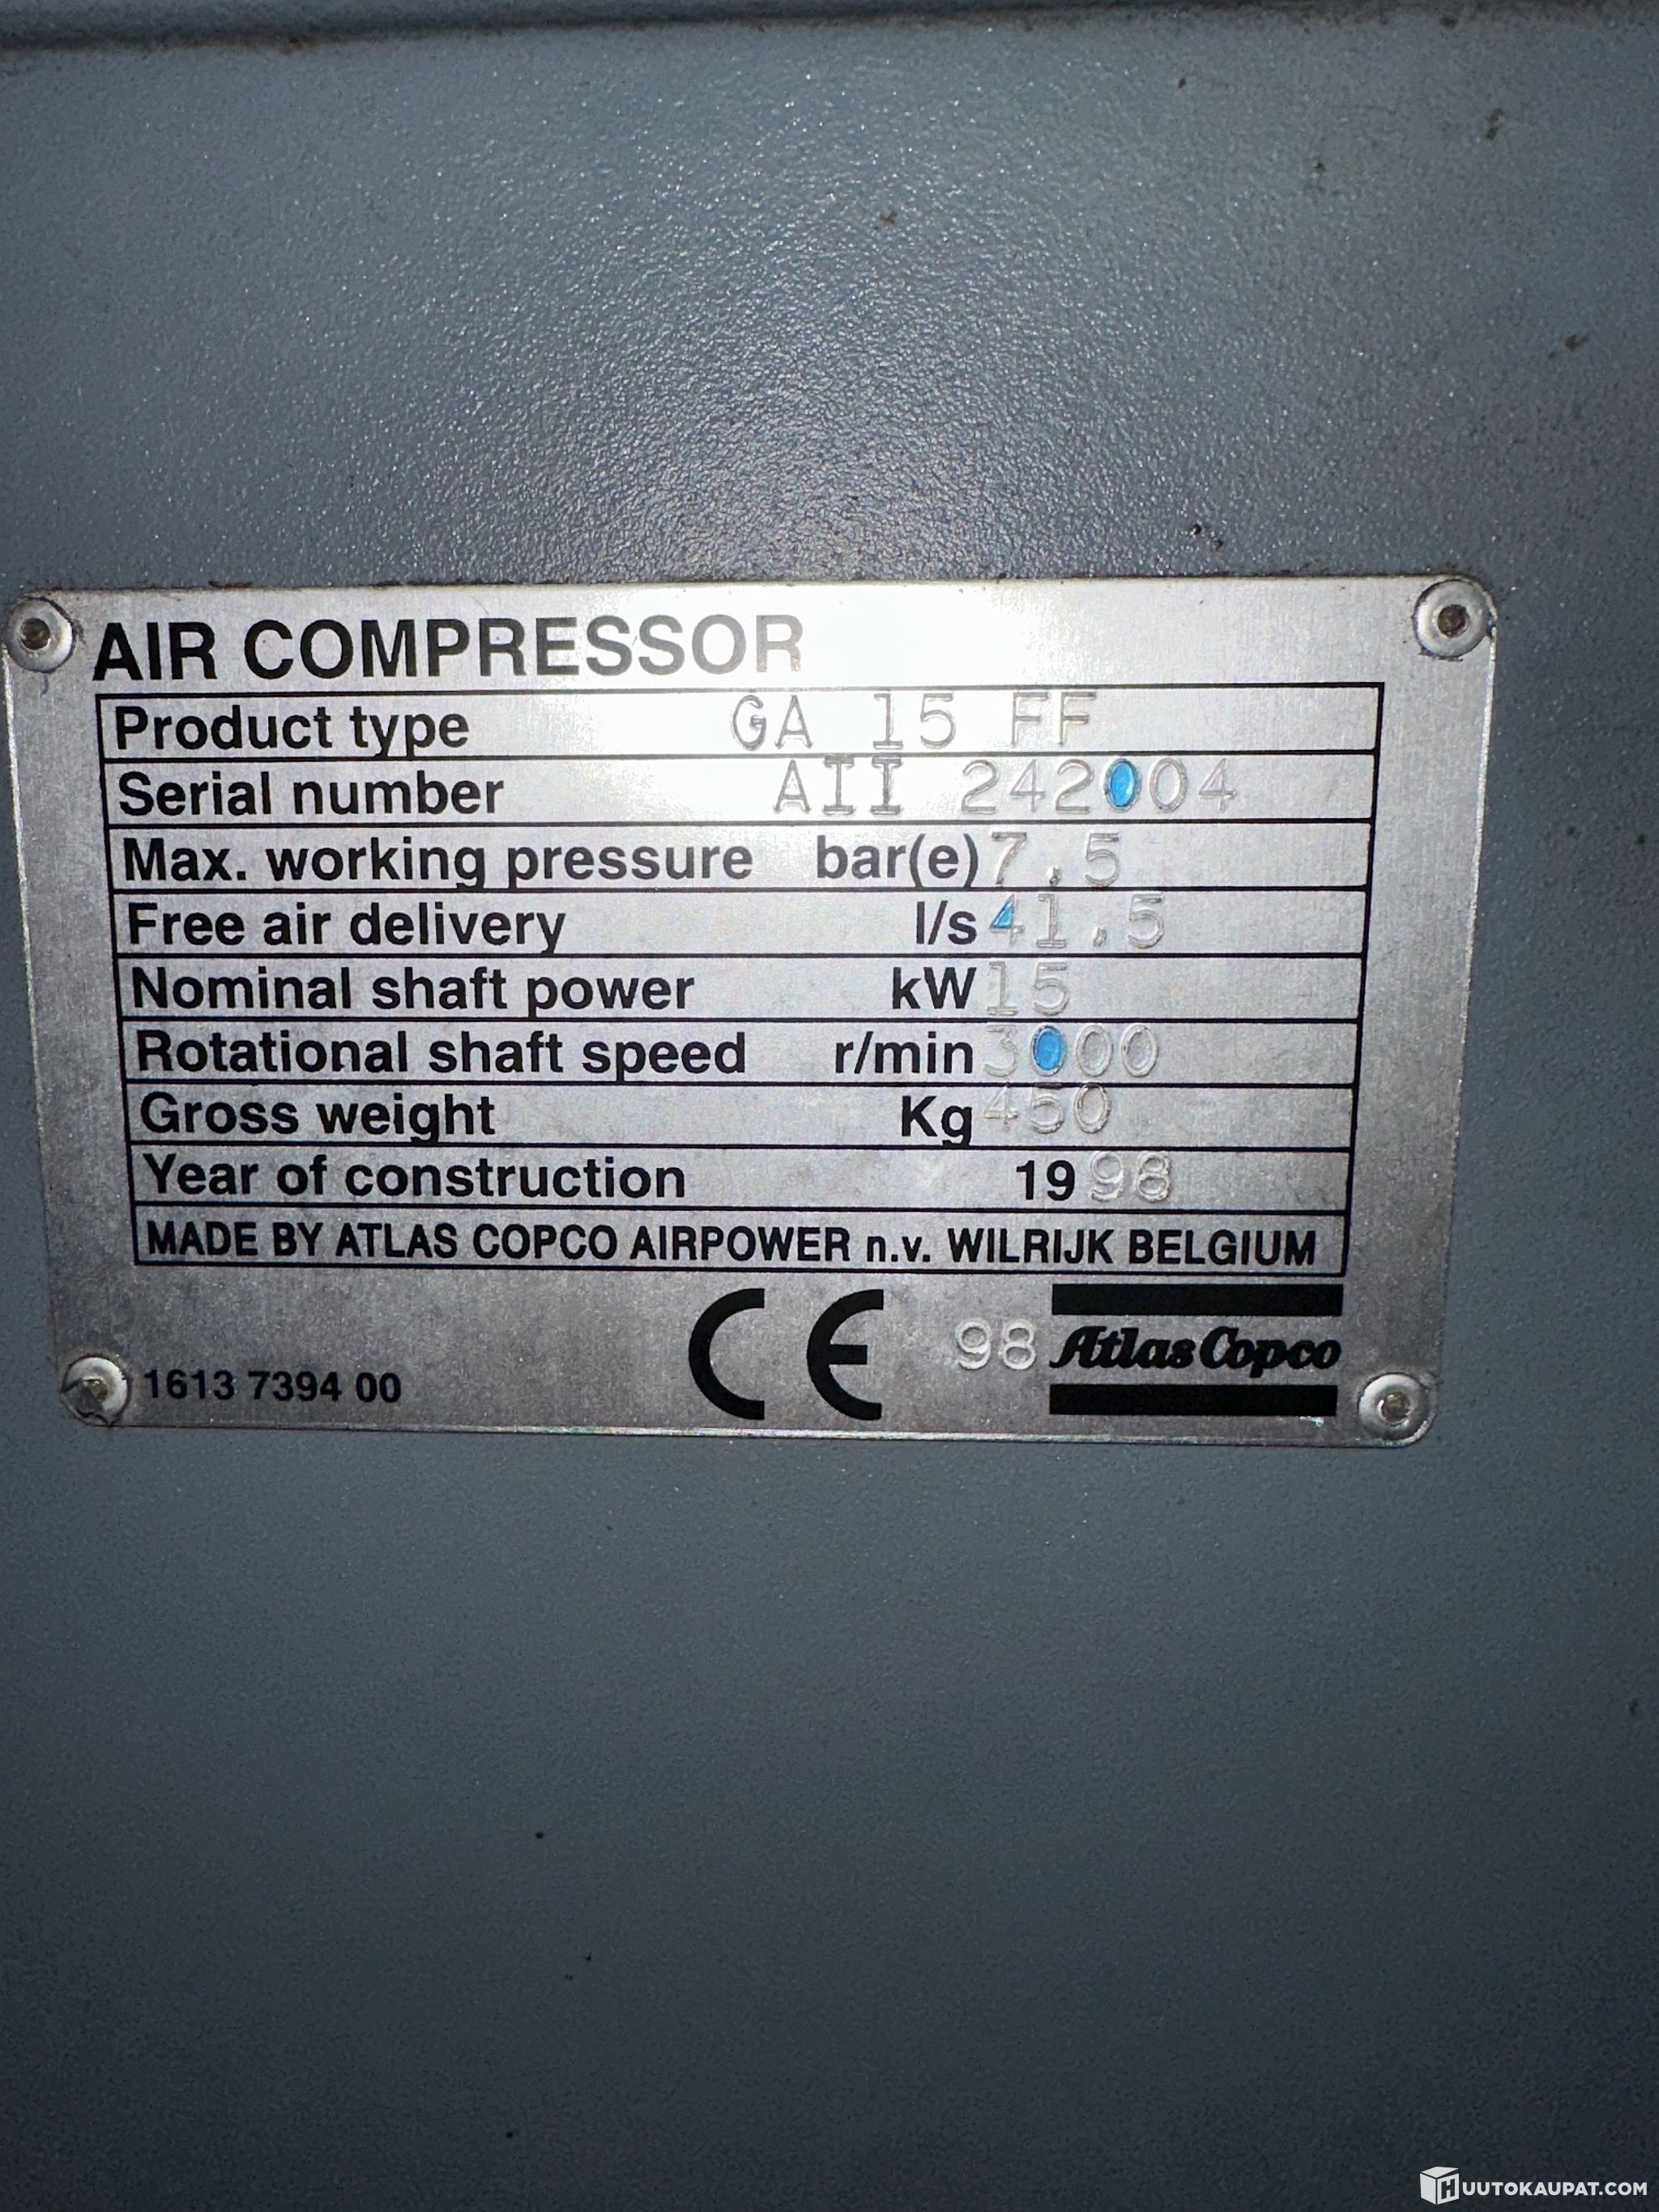 AIR COMPRESSOR
Product type GA 15 FF
Serial number AII 242004
Max. working pressure bar(e) 7,5
Free air delivery l/s 41,5
Nominal shaft power kW 15
Rotational shaft speed r/min 3000
Gross weight Kg 450
Year of construction 1998
MADE BY ATLAS COPCO AIRPOWER n.v. WILRIJK BELGIUM
1613 7394 00 CE 98 Atlas Copco
HUUTOKAUPAT.COM